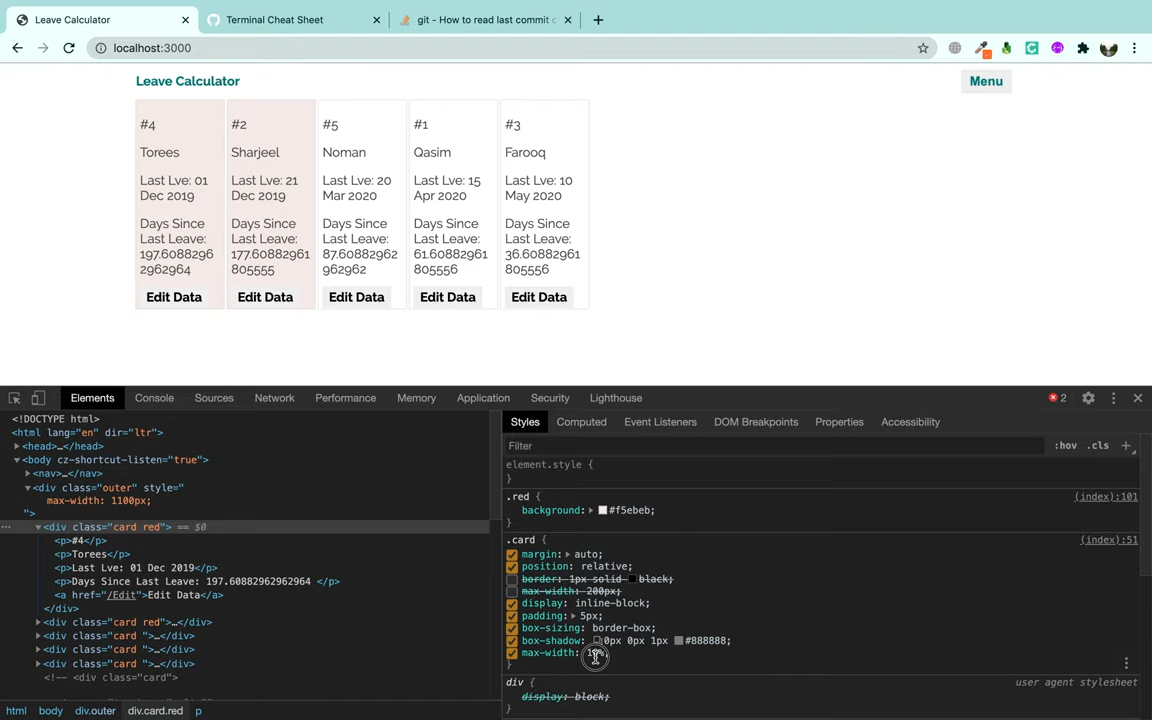 Leave Calculator
Terminal Cheat Sheet
git - How to read last commit c
localhost:3000
Leave Calculator
Menu
#4
Torees
Last Lve: 01
Dec 2019
Days Since
Last Leave:
197.6088296
2962964
Edit Data
#2
Sharjeel
Last Lve: 21
Dec 2019
Days Since
Last Leave:
177.60882961
805555
Edit Data
#5
Noman
Last Lve: 20
Mar 2020
Days Since
Last Leave:
87.60882962
962962
Edit Data
#1
Qasim
Last Lve: 15
Apr 2020
Days Since
Last Leave:
61.60882961
805556
Edit Data
#3
Farooq
Last Lve: 10
May 2020
Days Since
Last Leave:
36.60882961
805556
Edit Data
Elements Console Sources Network Performance Memory Application Security Lighthouse 2
<!DOCTYPE html>
<html lang="en" dir="ltr">
<head>…</head>
<body cz-shortcut-listen="true">
<nav>…</nav>
<div class="outer" style="
max-width: 1100px;
">
<div class="card red"> == $0
<p>#4</p>
<p>Torees</p>
<p>Last Lve: 01 Dec 2019</p>
<p>Days Since Last Leave: 197.60882962962964 </p>
<a href="/Edit">Edit Data</a>
</div>
<div class="card red">…</div>
<div class="card ">…</div>
<div class="card ">…</div>
<div class="card ">…</div>
<!-- <div class="card">
html body div.outer div.card.red p
Styles Computed Event Listeners DOM Breakpoints Properties Accessibility
Filter
:hov .cls +
element.style {
}
.red {
(index):101
background: #f5ebeb;
}
.card {
(index):51
margin: auto;
position: relative;
border: 1px solid black;
max-width: 200px;
display: inline-block;
padding: 5px;
box-sizing: border-box;
box-shadow: 0px 0px 1px #888888;
max-width:
}
div {
user agent stylesheet
display: block;
}